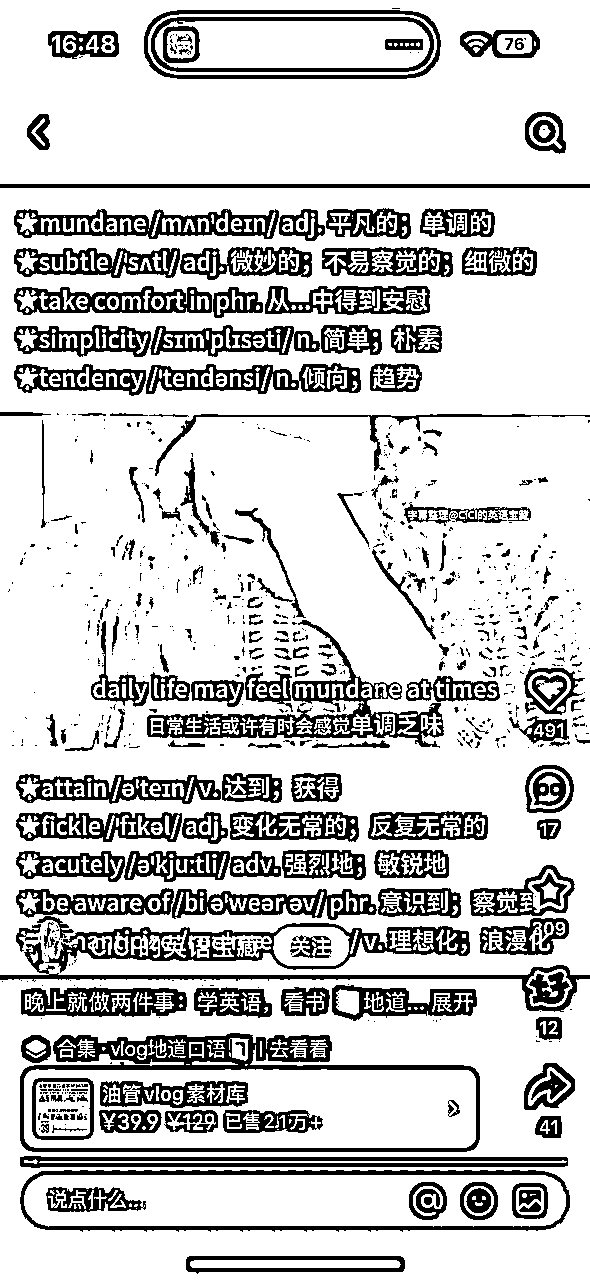 16:48
76
*mundane /mʌn'deɪn/ adj. 平凡的；单调的
*subtle /'sʌtl/ adj. 微妙的；不易察觉的；细微的
*take comfort in phr. 从...中得到安慰
*simplicity /sɪm'plɪsəti/ n. 简单；朴素
*tendency /'tendənsi/ n. 倾向；趋势
字幕整理@CiCi的英语宝藏
daily life may feel mundane at times
日常生活或许有时会感觉单调乏味
491
*attain /ə'teɪn/ v. 达到；获得
17
*fickle /'fɪkəl/ adj. 变化无常的；反复无常的
*acutely /ə'kjuːtli/ adv. 强烈地；敏锐地
*be aware of /bi ə'wear əv/ phr. 意识到；察觉到
309
的英语宝藏 关注
/ v. 理想化；浪漫化
晚上就做两件事：学英语，看书 地道... 展开
12
合集·vlog地道口语 | 去看看
油管vlog素材库
¥39.9 ¥129 已售2.1万+
41
说点什么...